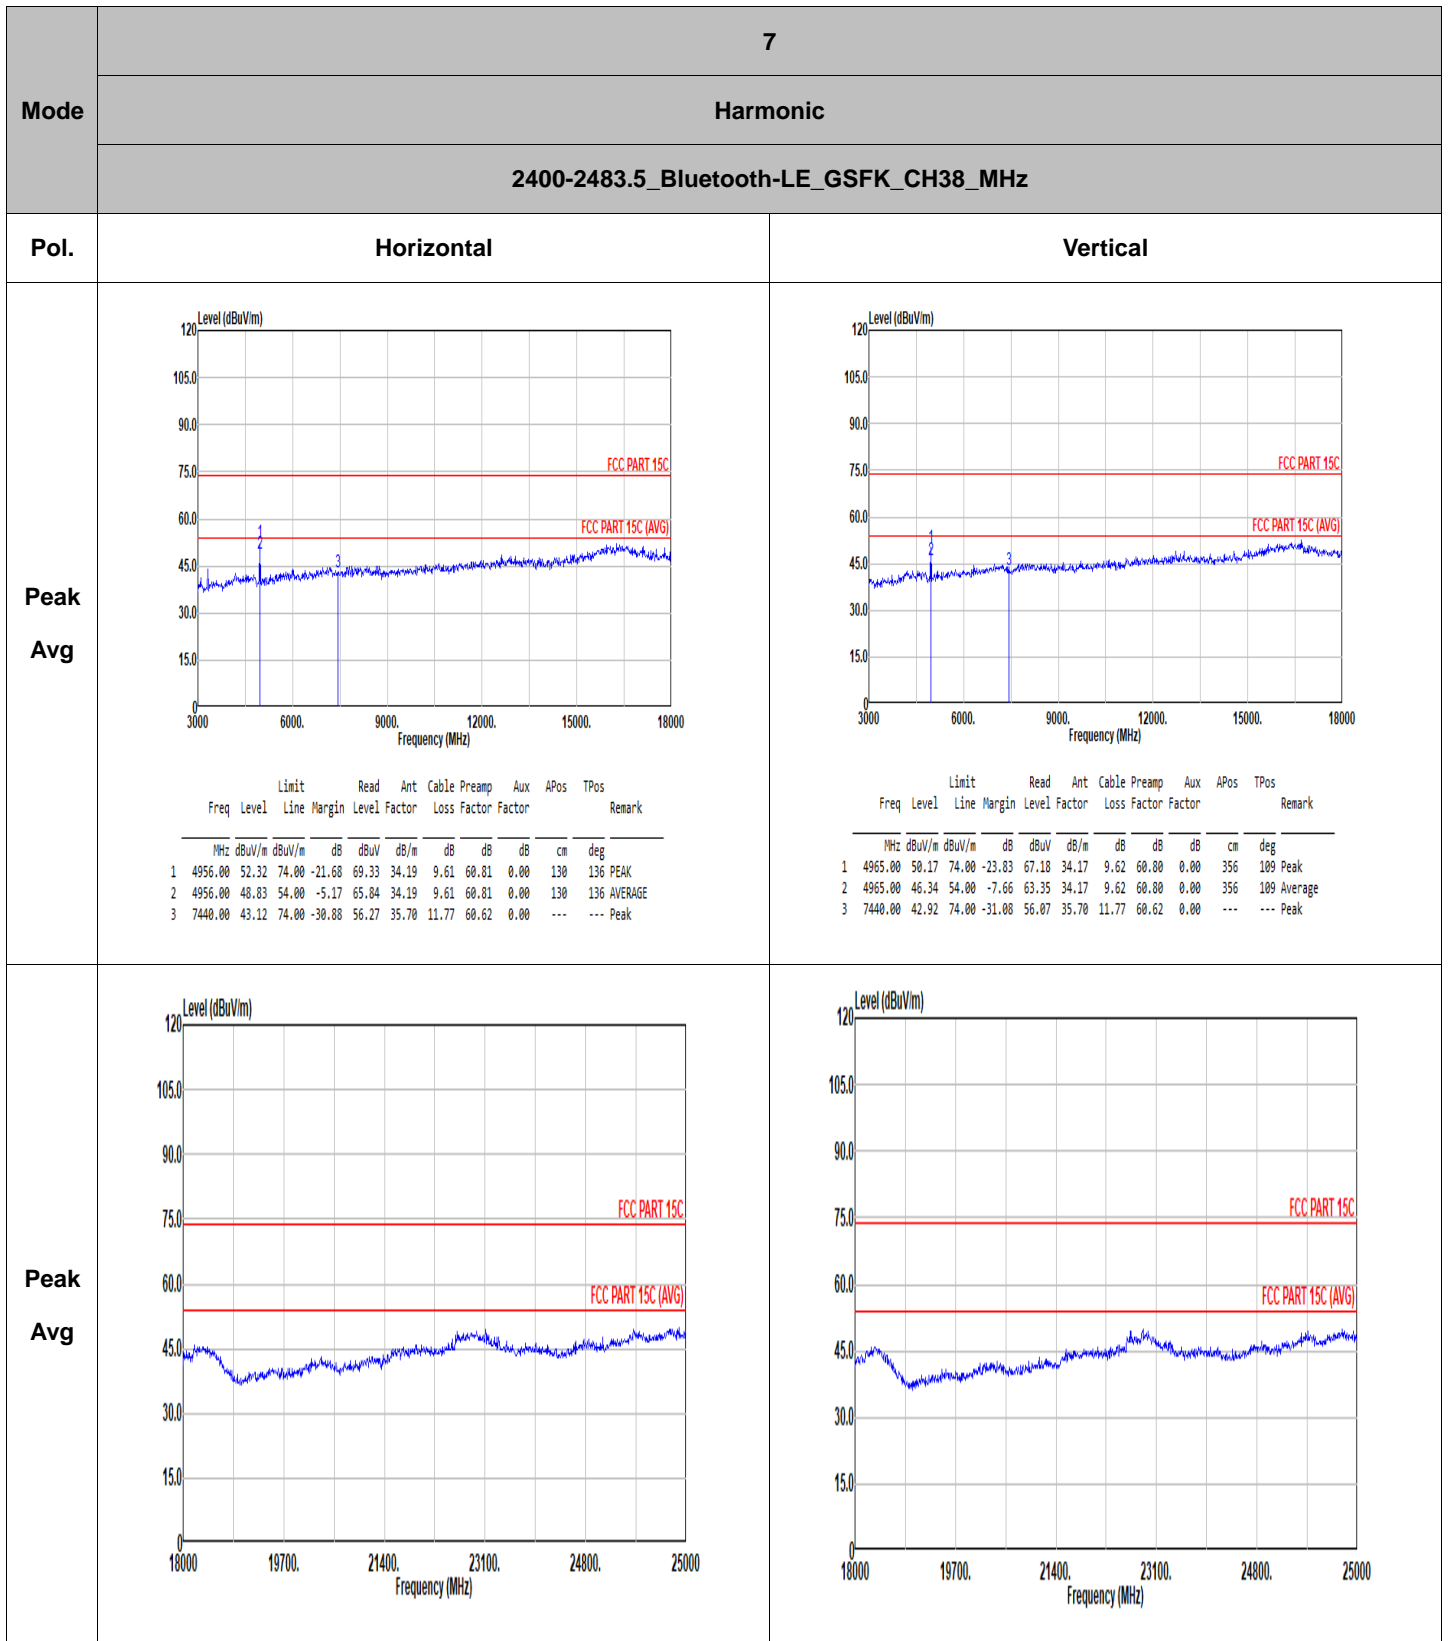 Mode
7
Harmonic
2400-2483.5_Bluetooth-LE_GSFK_CH38_MHz
Pol.
Horizontal
Vertical
Peak
Avg
Level (dBuV/m)
120
105.0
90.0
75.0
60.0
45.0
30.0
15.0
0
FCC PART 15C
FCC PART 15C (AVG)
1
2
3
3000 6000. 9000. 12000. 15000. 18000
Frequency (MHz)
Limit Read Ant Cable Preamp Aux APos TPos
Freq Level Line Margin Level Factor Loss Factor Factor Remark
MHz dBuV/m dBuV/m dB dBuV dB/m dB dB dB cm deg
1 4956.00 52.32 74.00 -21.68 69.33 34.19 9.61 60.81 0.00 130 136 PEAK
2 4956.00 48.83 54.00 -5.17 65.84 34.19 9.61 60.81 0.00 130 136 AVERAGE
3 7440.00 43.12 74.00 -30.88 56.27 35.70 11.77 60.62 0.00 --- --- Peak
Level (dBuV/m)
120
105.0
90.0
75.0
60.0
45.0
30.0
15.0
0
FCC PART 15C
FCC PART 15C (AVG)
1
2
3
3000 6000. 9000. 12000. 15000. 18000
Frequency (MHz)
Limit Read Ant Cable Preamp Aux APos TPos
Freq Level Line Margin Level Factor Loss Factor Factor Remark
MHz dBuV/m dBuV/m dB dBuV dB/m dB dB dB cm deg
1 4965.00 50.17 74.00 -23.83 67.18 34.17 9.62 60.80 0.00 356 109 Peak
2 4965.00 46.34 54.00 -7.66 63.35 34.17 9.62 60.80 0.00 356 109 Average
3 7440.00 42.92 74.00 -31.08 56.07 35.70 11.77 60.62 0.00 --- --- Peak
Peak
Avg
Level (dBuV/m)
120
105.0
90.0
75.0
60.0
45.0
30.0
15.0
0
FCC PART 15C
FCC PART 15C (AVG)
18000 19700. 21400. 23100. 24800. 25000
Frequency (MHz)
Level (dBuV/m)
120
105.0
90.0
75.0
60.0
45.0
30.0
15.0
0
FCC PART 15C
FCC PART 15C (AVG)
18000 19700. 21400. 23100. 24800. 25000
Frequency (MHz)